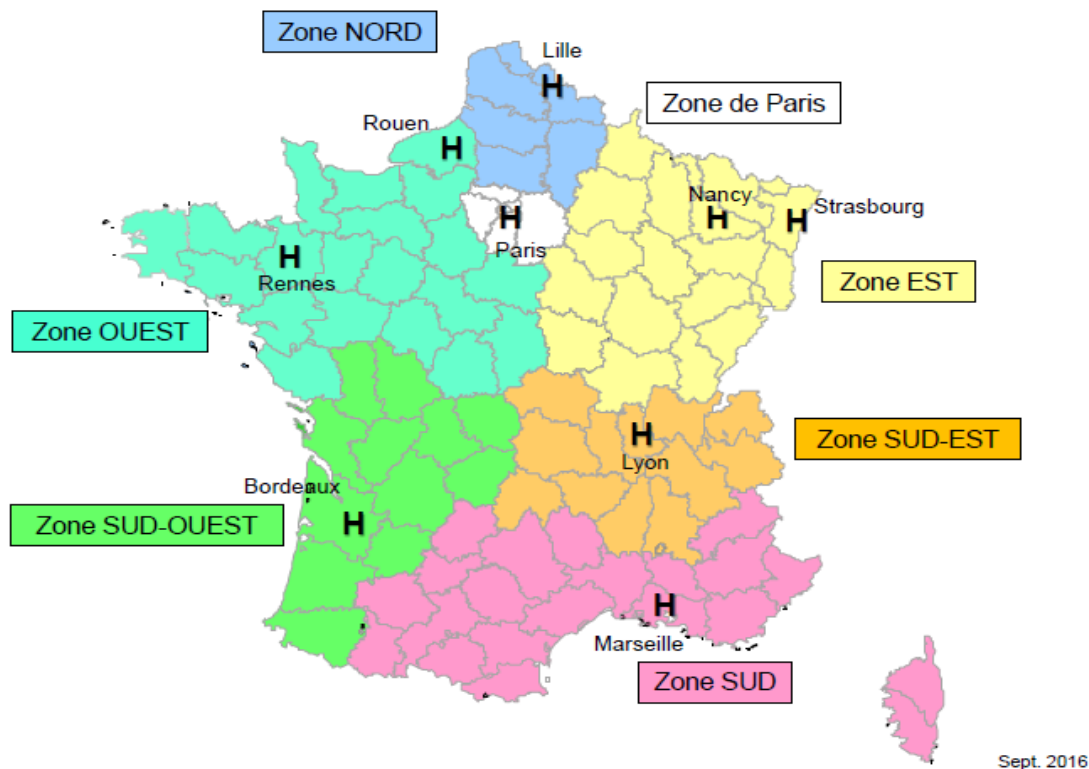 Zone NORD
Lille
H
Zone de Paris
Rouen
H
Nancy
H
Strasbourg
H
H
Paris
H
Rennes
Zone EST
Zone OUEST
H
Lyon
Zone SUD-EST
Bordeaux
H
Zone SUD-OUEST
H
Marseille
Zone SUD
Sept. 2016